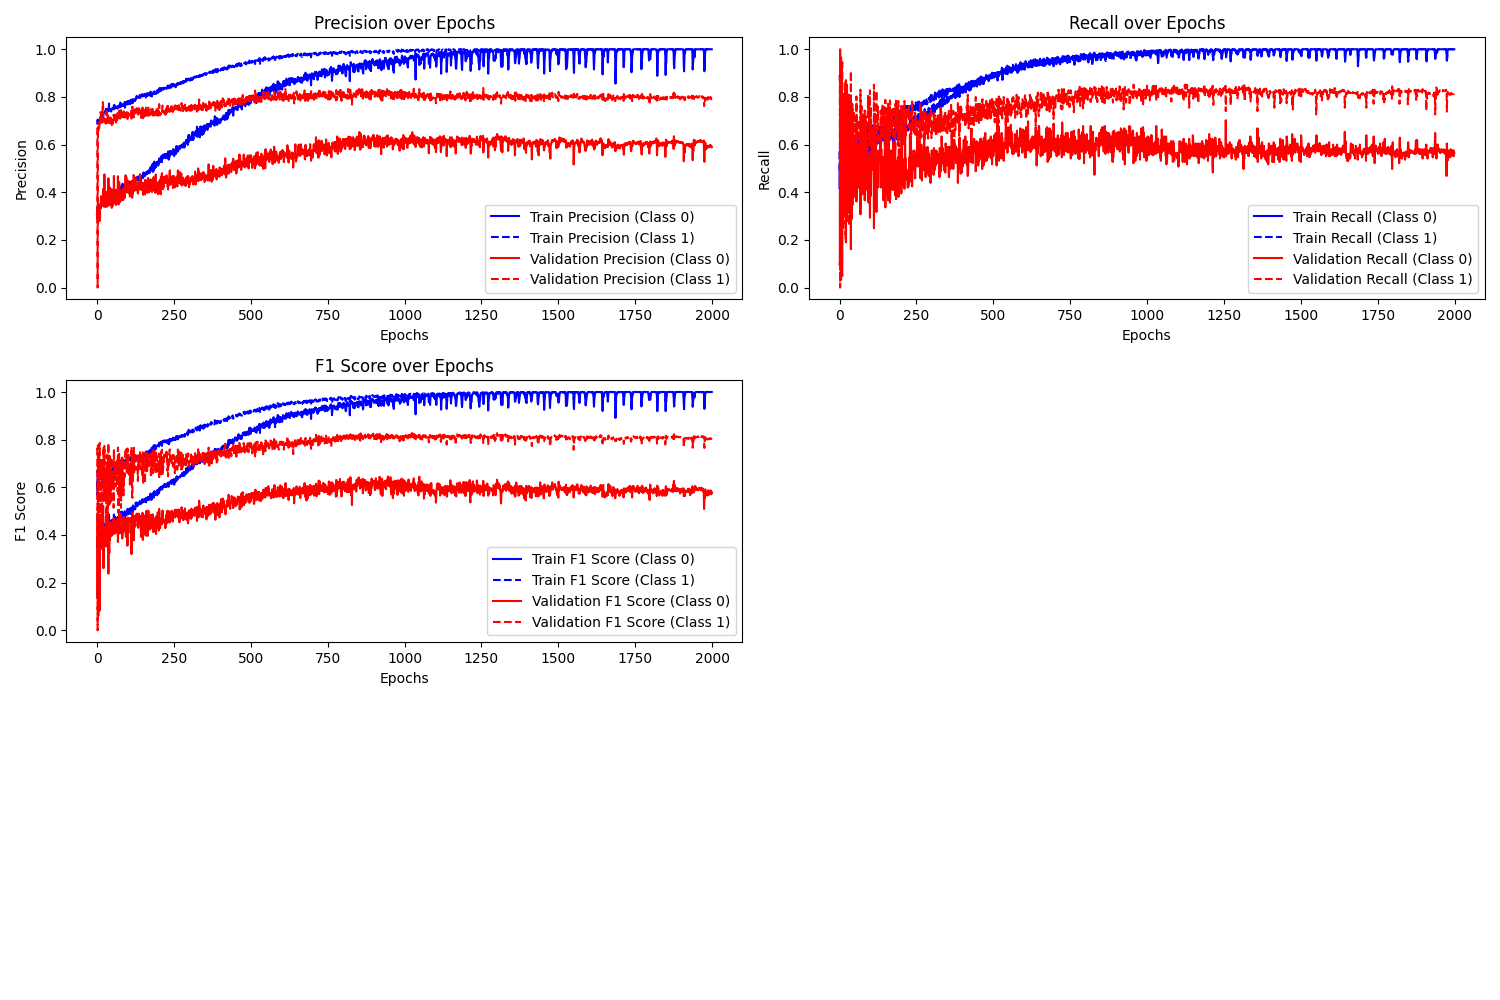 Precision over Epochs
1.0
0.8
0.6
0.4
0.2
0.0
Precision
Train Precision (Class 0)
Train Precision (Class 1)
Validation Precision (Class 0)
Validation Precision (Class 1)
0 250 500 750 1000 1250 1500 1750 2000
Epochs
Recall over Epochs
1.0
0.8
0.6
0.4
0.2
0.0
Recall
Train Recall (Class 0)
Train Recall (Class 1)
Validation Recall (Class 0)
Validation Recall (Class 1)
0 250 500 750 1000 1250 1500 1750 2000
Epochs
F1 Score over Epochs
1.0
0.8
0.6
0.4
0.2
0.0
F1 Score
Train F1 Score (Class 0)
Train F1 Score (Class 1)
Validation F1 Score (Class 0)
Validation F1 Score (Class 1)
0 250 500 750 1000 1250 1500 1750 2000
Epochs